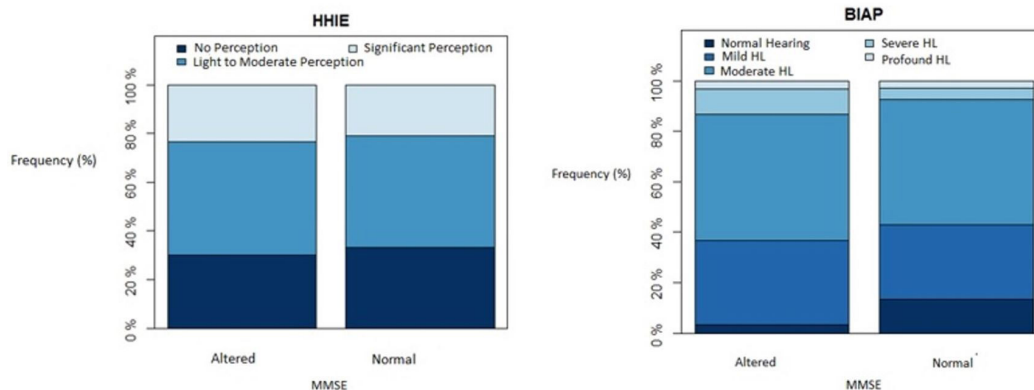 HHIE
No Perception
Significant Perception
Light to Moderate Perception
Frequency (%)
100 %
80 %
60 %
40 %
20 %
0 %
Altered
Normal
MMSE
BIAP
Normal Hearing
Severe HL
Mild HL
Profound HL
Moderate HL
Frequency (%)
100 %
80 %
60 %
40 %
20 %
0 %
Altered
Normal
MMSE